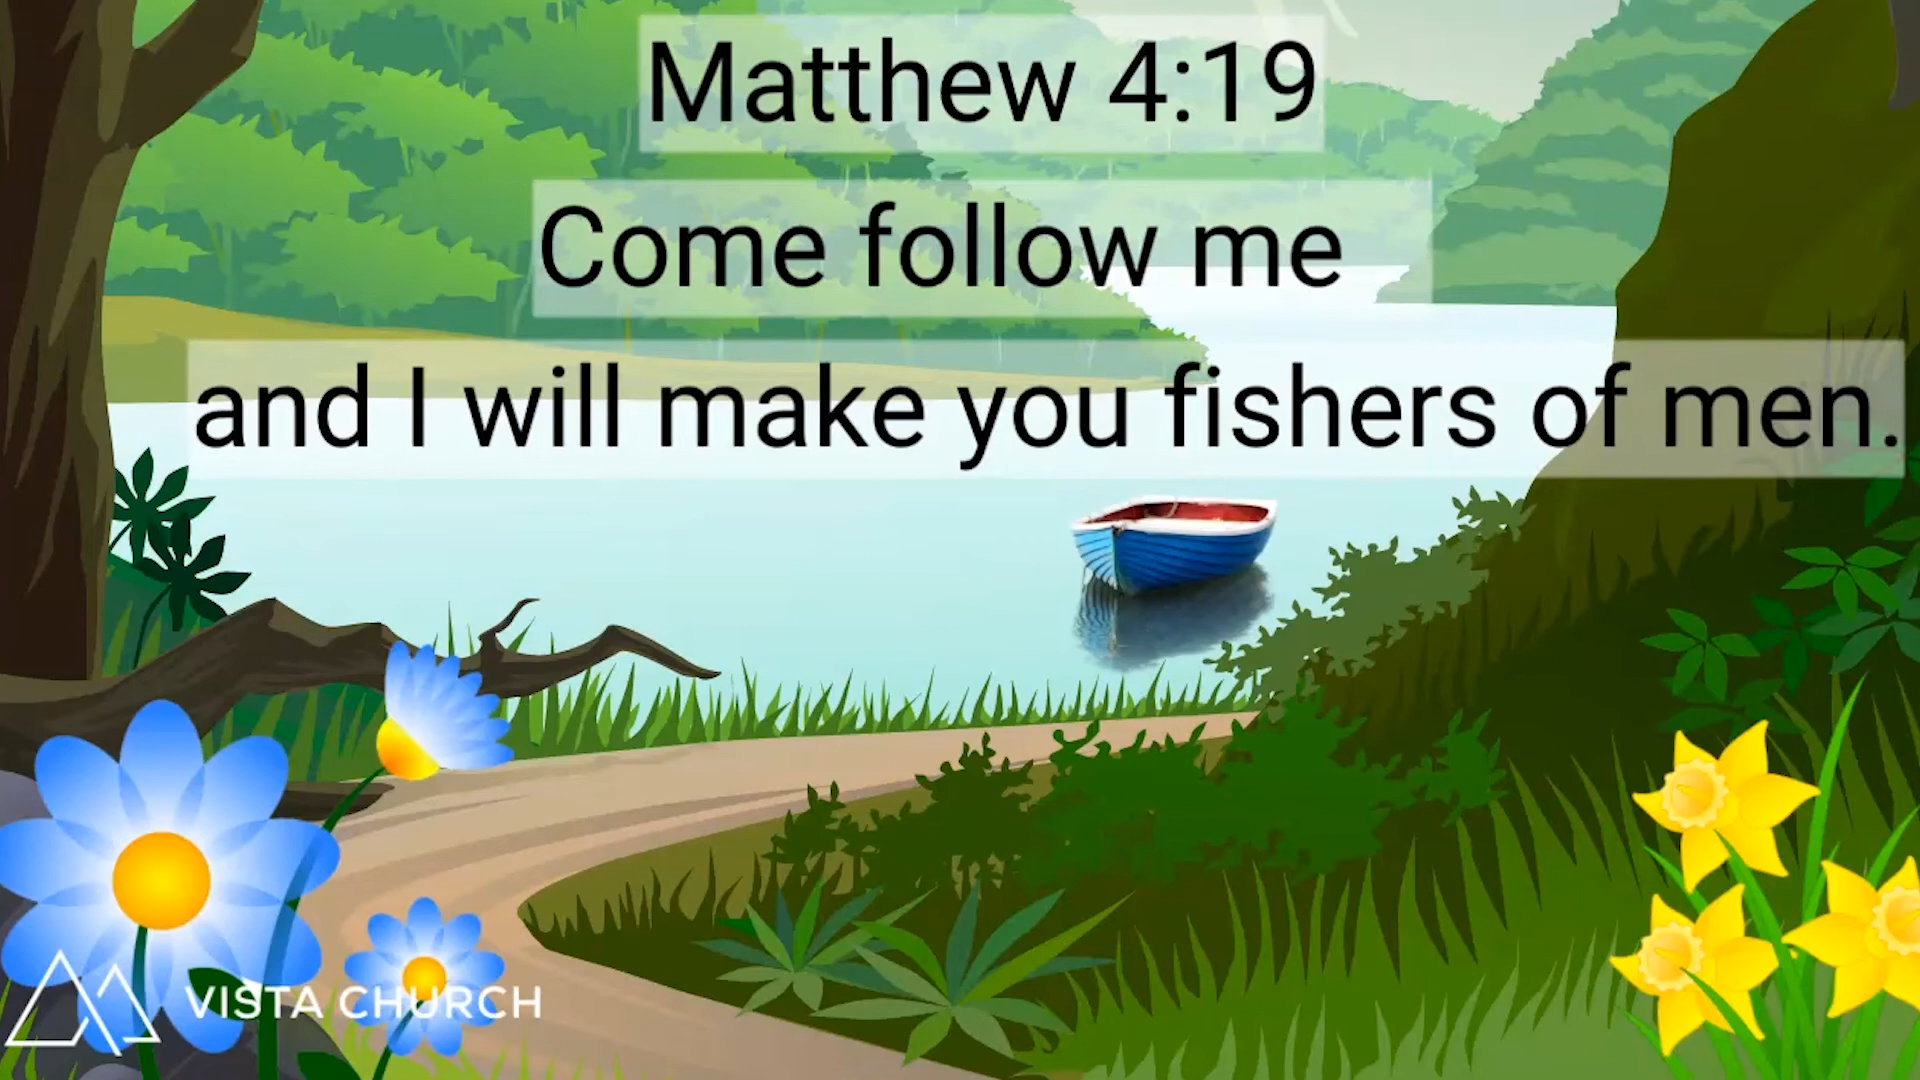 Matthew 4:19
Come follow me
and I will make you fishers of men.
VISTA CHURCH